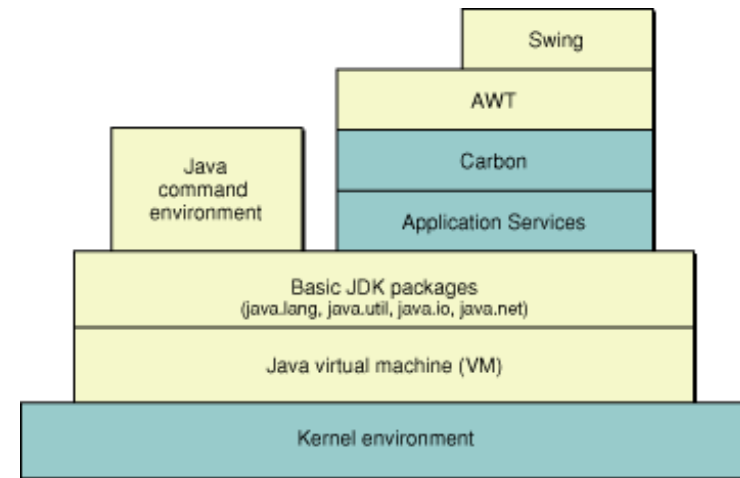 Swing
AWT
Carbon
Application Services
Java
command
environment
Basic JDK packages
(java.lang, java.util, java.io, java.net)
Java virtual machine (VM)
Kernel environment